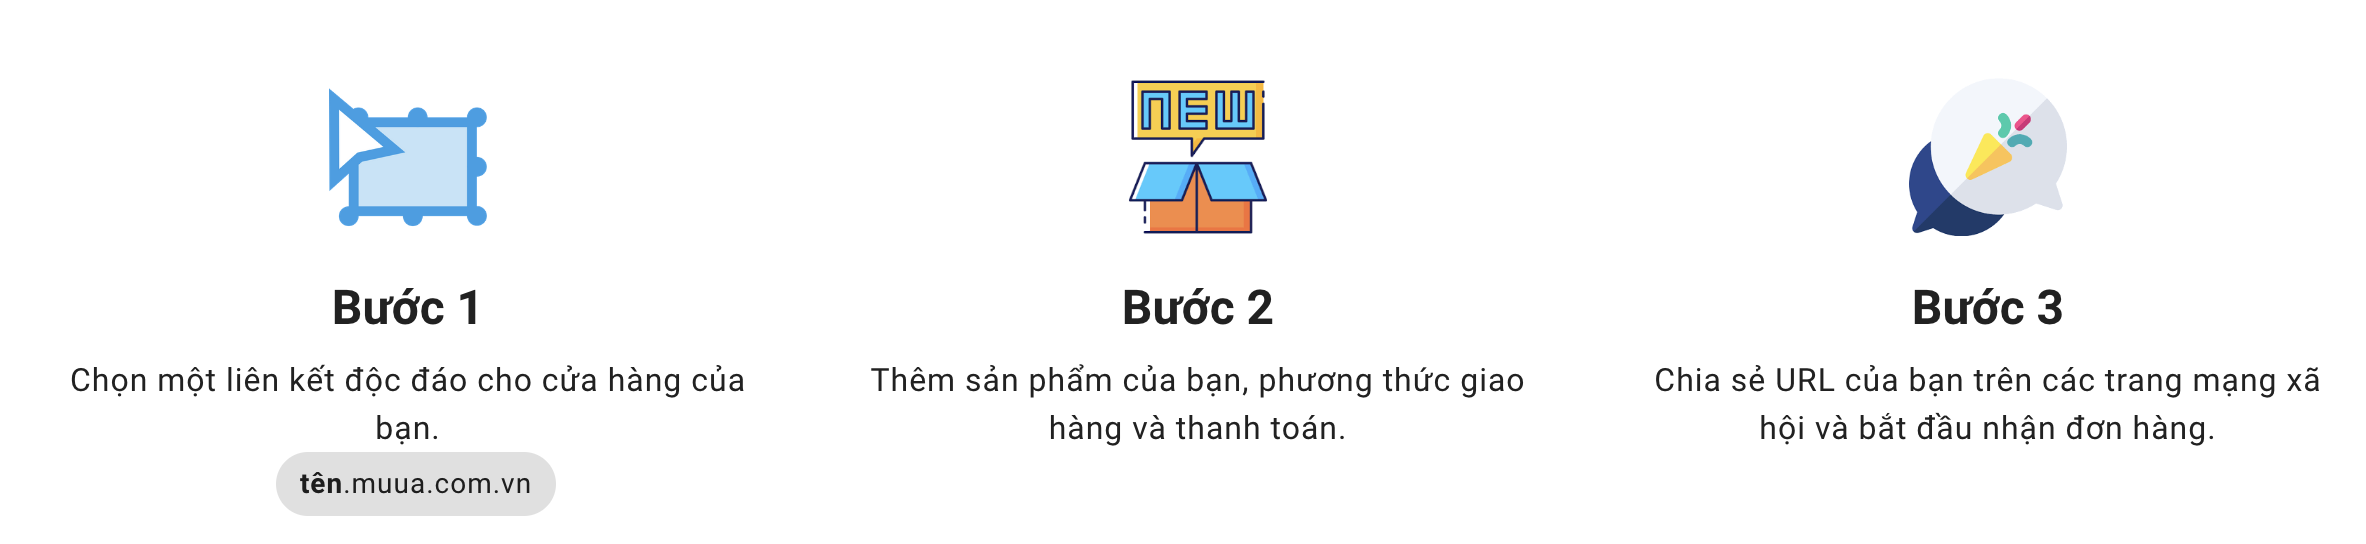 NEW
Bước 1
Chọn một liên kết độc đáo cho cửa hàng của
bạn.
tên.muua.com.vn
Bước 2
Thêm sản phẩm của bạn, phương thức giao
hàng và thanh toán.
Bước 3
Chia sẻ URL của bạn trên các trang mạng xã
hội và bắt đầu nhận đơn hàng.